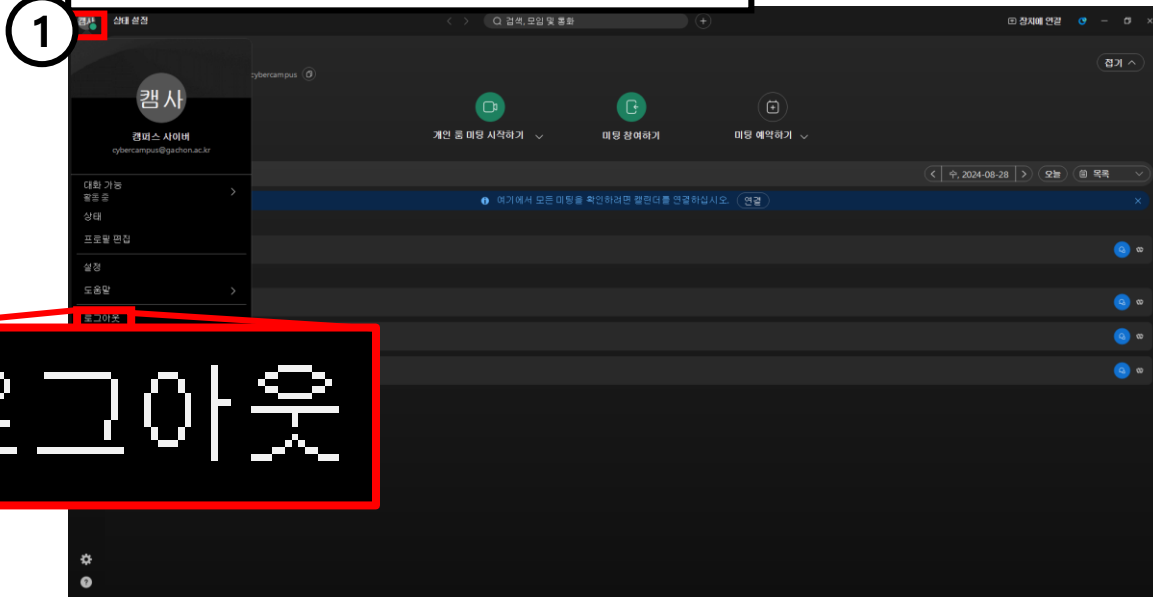 1
캠사 상태 설정
검색, 모임 및 통화
장치에 연결
cybercampus
접기
캠사
캠퍼스 사이버
cybercampus@gachon.ac.kr
개인 룸 미팅 시작하기
미팅 참여하기
미팅 예약하기
수, 2024-08-28
오늘
목록
여기에서 모든 미팅을 확인하려면 캘린더를 연결하십시오.
연결
대화 가능
활동 중
상태
프로필 편집
설정
도움말
로그아웃
그아웃